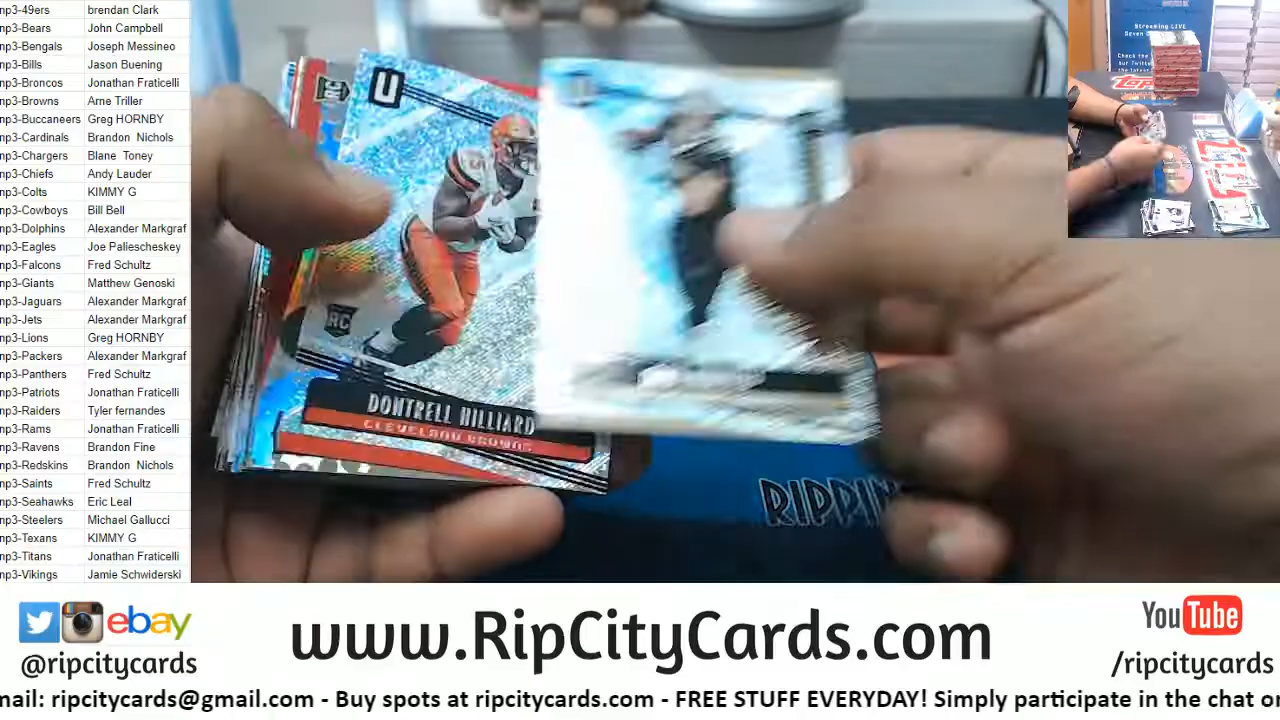 np3-49ers brendan Clark
np3-Bears John Campbell
np3-Bengals Joseph Messineo
np3-Bills Jason Buening
np3-Broncos Jonathan Fraticelli
np3-Browns Arne Triller
np3-Buccaneers Greg HORNBY
np3-Cardinals Brandon Nichols
np3-Chargers Blane Toney
np3-Chiefs Andy Lauder
np3-Colts KIMMY G
np3-Cowboys Bill Bell
np3-Dolphins Alexander Markgraf
np3-Eagles Joe Paliescheskey
np3-Falcons Fred Schultz
np3-Giants Matthew Genoski
np3-Jaguars Alexander Markgraf
np3-Jets Alexander Markgraf
np3-Lions Greg HORNBY
np3-Packers Alexander Markgraf
np3-Panthers Fred Schultz
np3-Patriots Jonathan Fraticelli
np3-Raiders Tyler fernandes
np3-Rams Jonathan Fraticelli
np3-Ravens Brandon Fine
np3-Redskins Brandon Nichols
np3-Saints Fred Schultz
np3-Seahawks Eric Leal
np3-Steelers Michael Gallucci
np3-Texans KIMMY G
np3-Titans Jonathan Fraticelli
np3-Vikings Jamie Schwiderski
RC
RC
DONTRELL HILLIARD
CLEVELAND BROWNS
RIPPIN
Streaming LIVE
Topps
ebay
@ripcitycards
www.RipCityCards.com
YouTube
/ripcitycards
mail: ripcitycards@gmail.com - Buy spots at ripcitycards.com - FREE STUFF EVERYDAY! Simply participate in the chat or